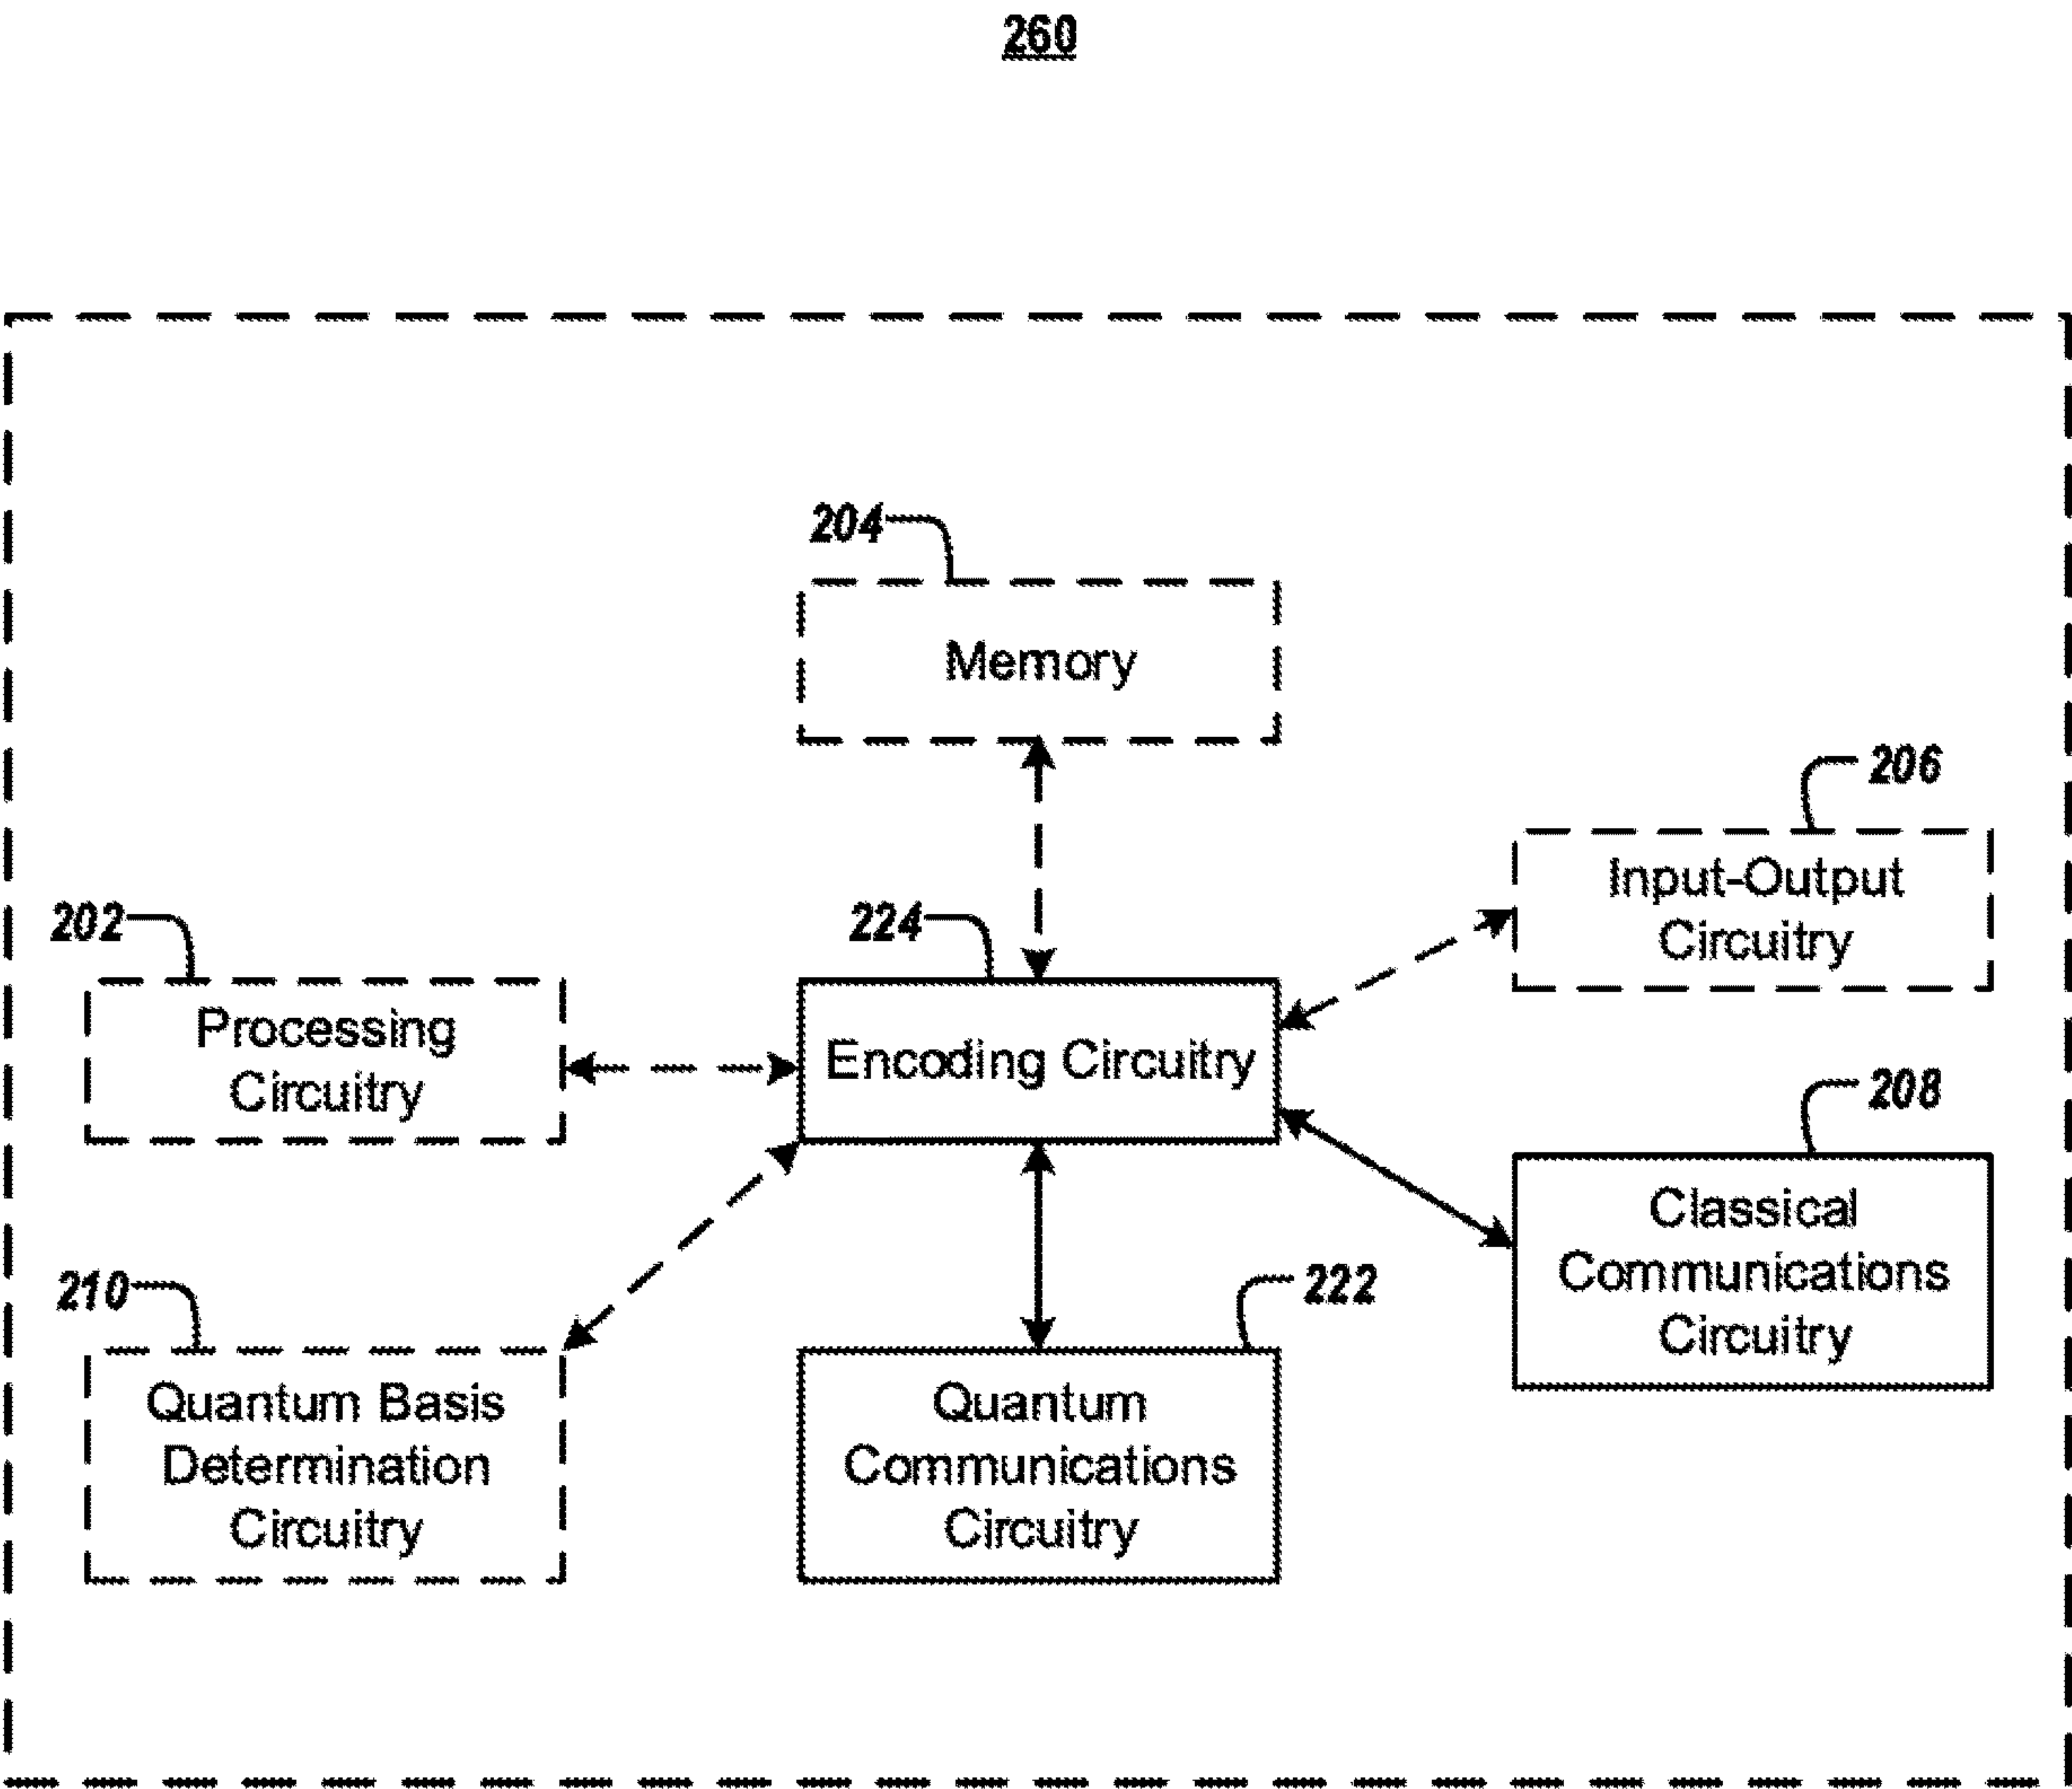 260
204
Memory
206
Input-Output
Circuitry
202
Processing
Circuitry
224
Encoding Circuitry
208
Classical
Communications
Circuitry
210
Quantum Basis
Determination
Circuitry
222
Quantum
Communications
Circuitry